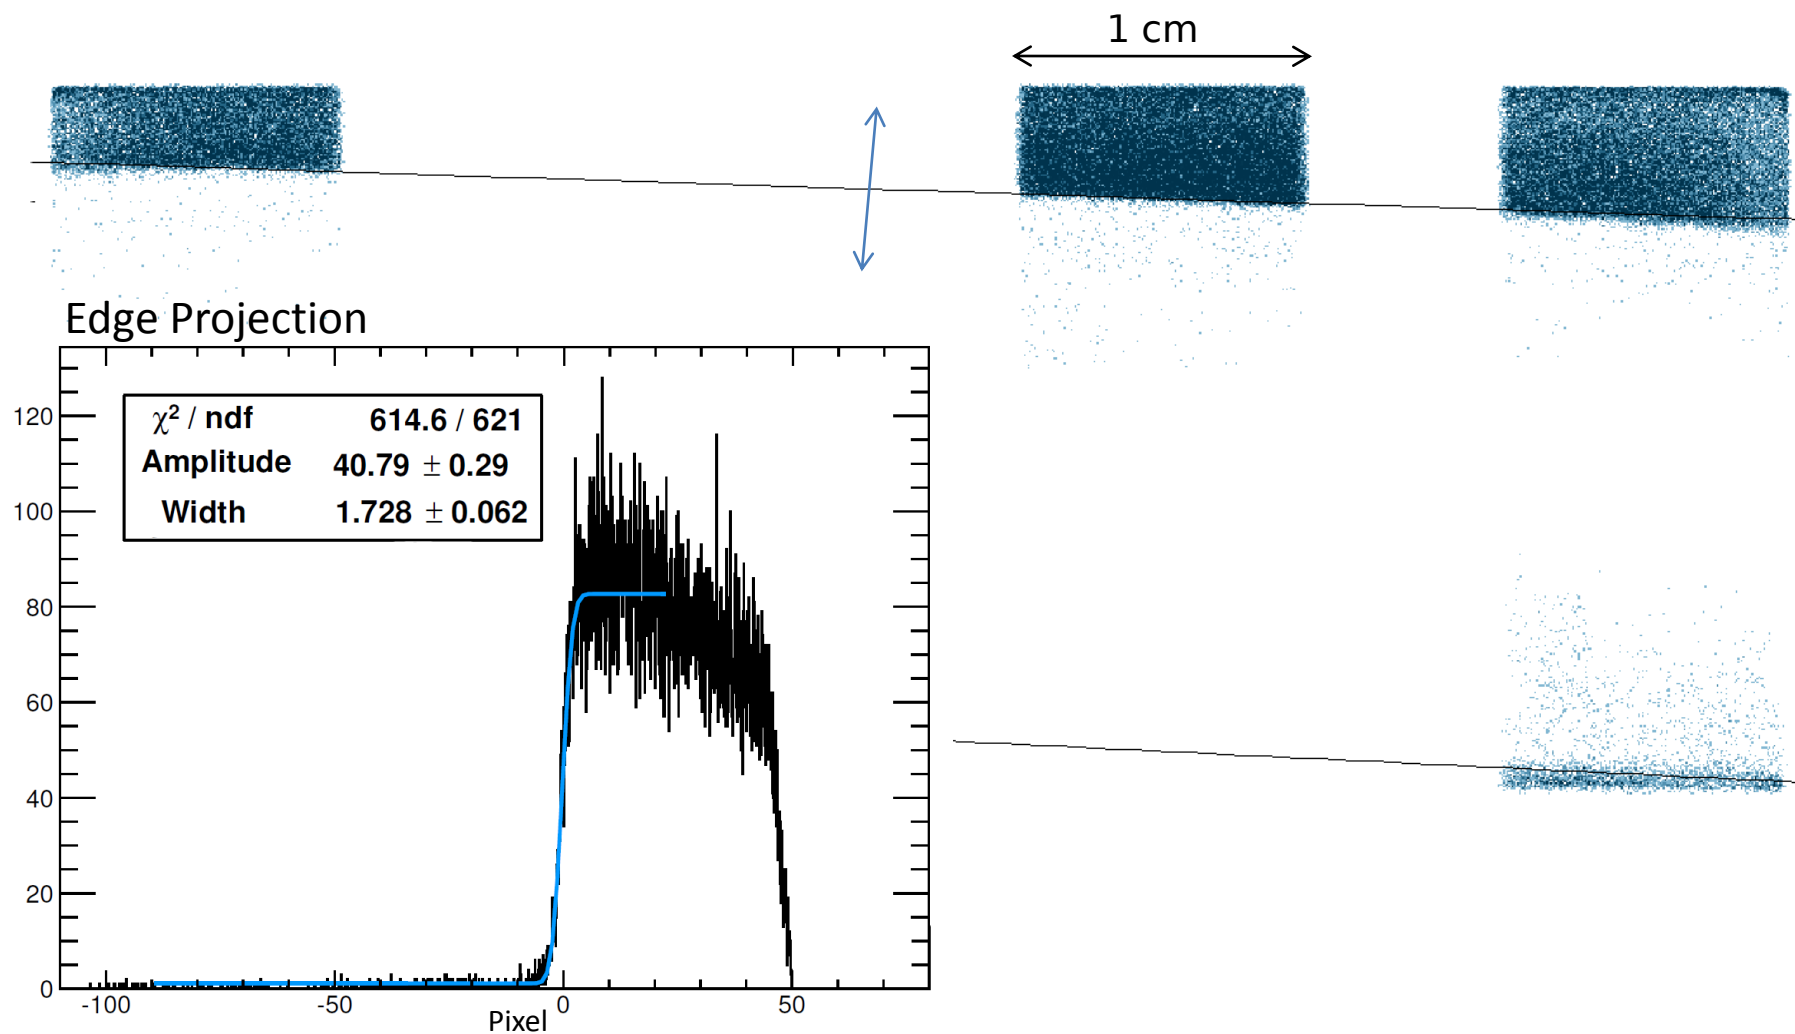 1 cm
Edge Projection
χ² / ndf 614.6 / 621
Amplitude 40.79 ± 0.29
Width 1.728 ± 0.062
120
100
80
60
40
20
0
-100 -50 0 50
Pixel